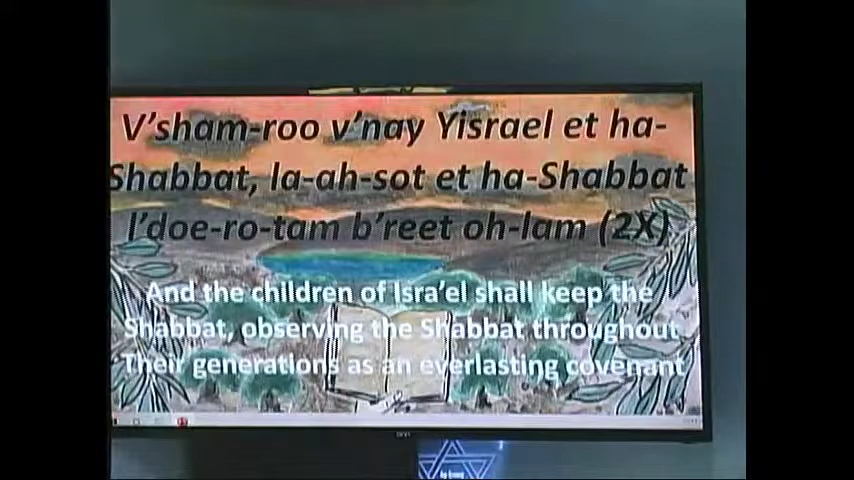 V'sham-roo v'nay Yisrael et ha-
Shabbat, la-ah-sot et ha-Shabbat
l'doe-ro-tam b'reet oh-lam (2X)
And the children of Isra'el shall keep the
Shabbat, observing the Shabbat throughout
Their generations as an everlasting covenant